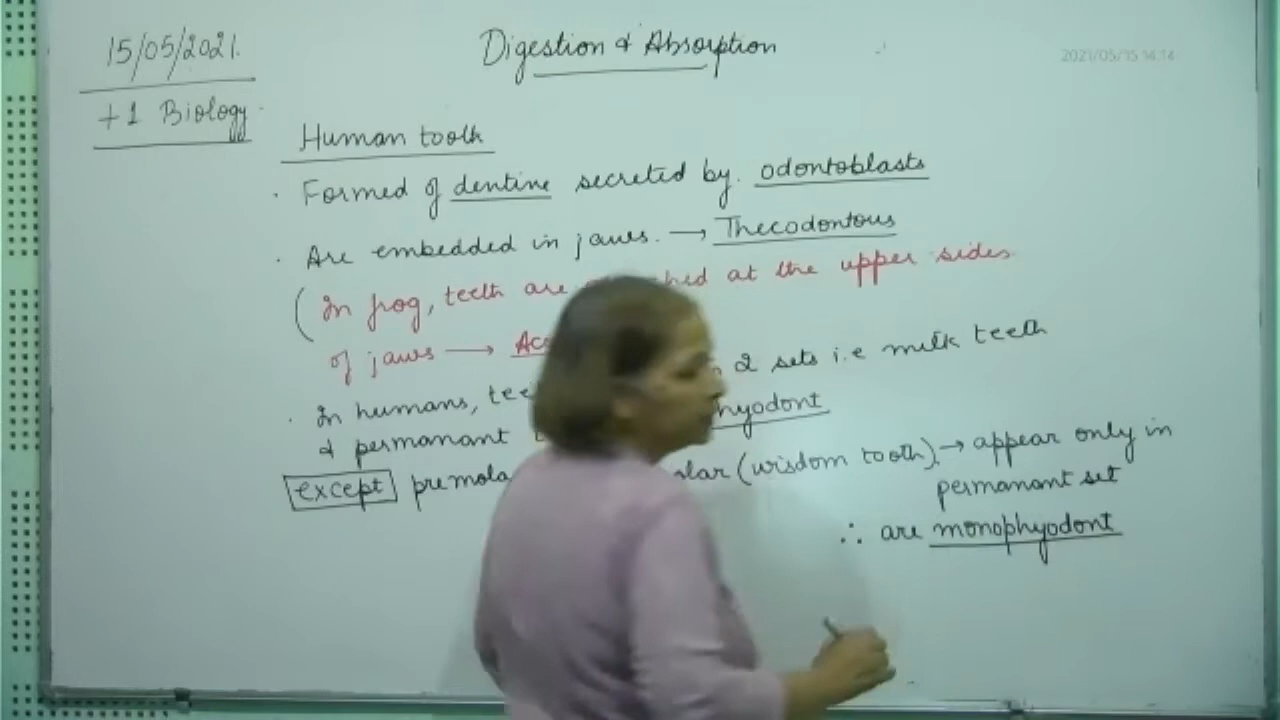 15/05/2021.
+1 Biology
Digestion & Absorption
2021/05/15 14:14
Human tooth
· Formed of dentine secreted by odontoblasts
· Are embedded in jaws. → Thecodontous
(In frog, teeth are at the upper sides
of jaws →
· In humans, 2 sets i.e milk teeth
& permanant
except (wisdom tooth) → appear only in
permanant set
∴ are monophyodont